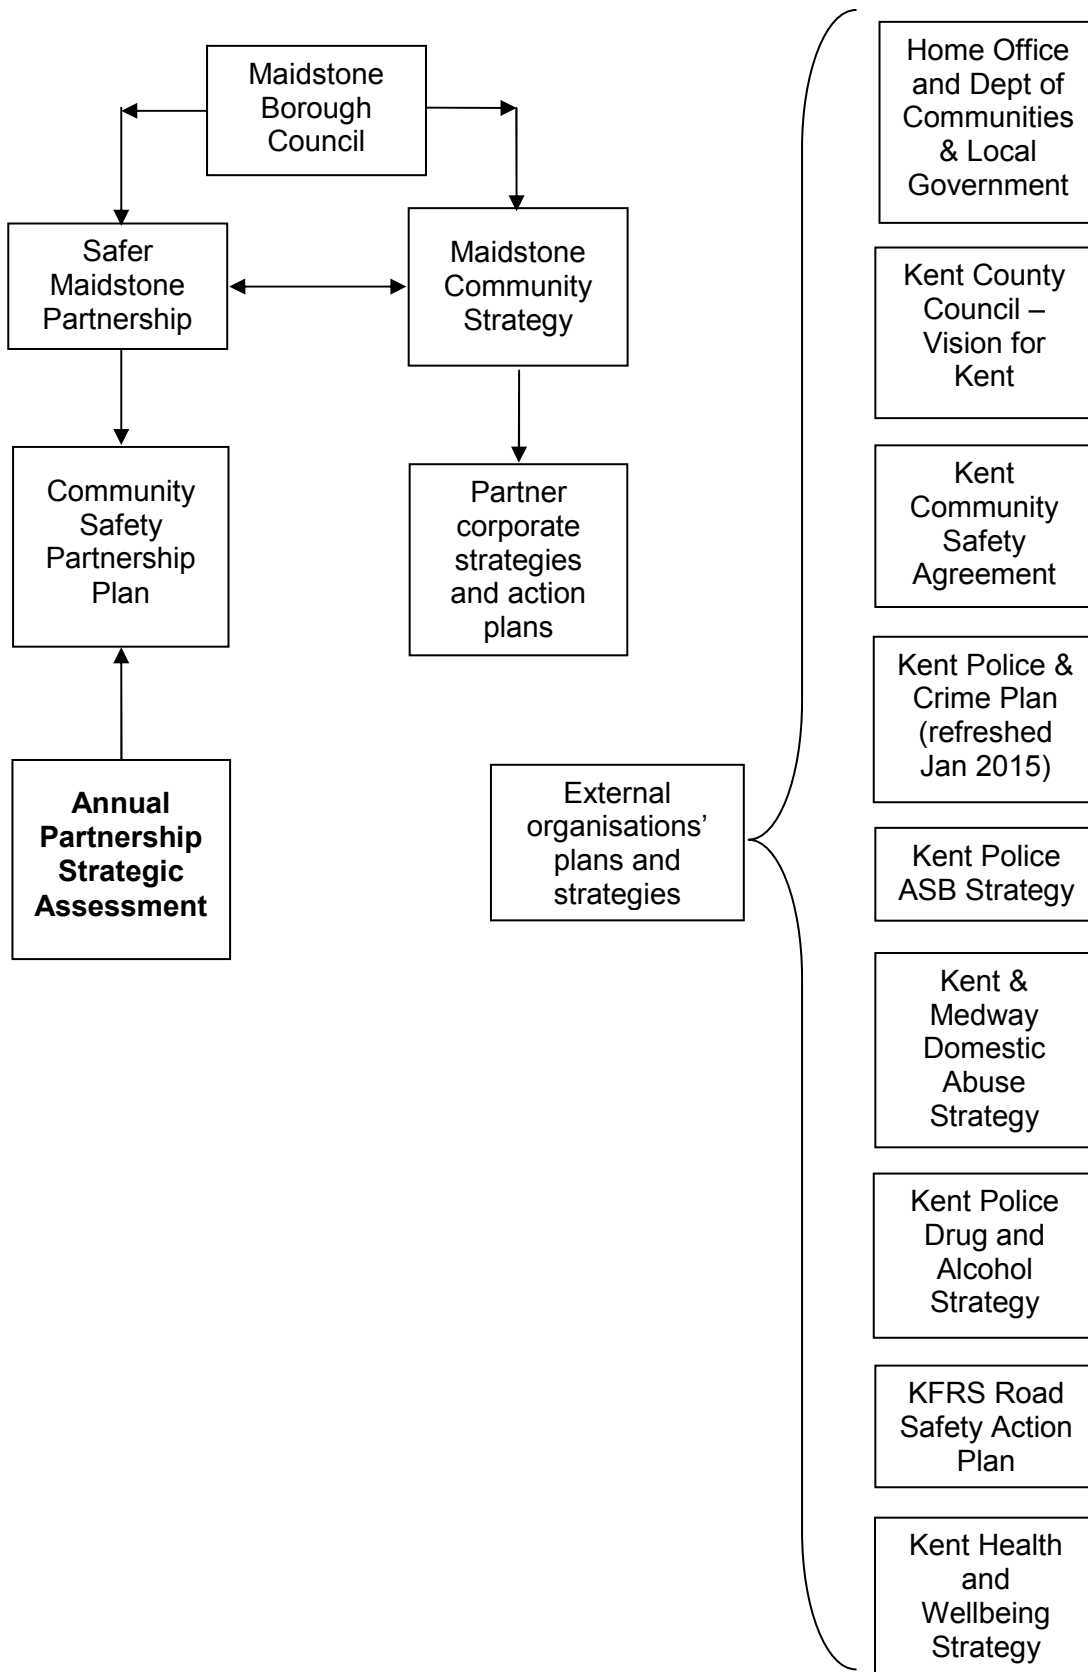 Maidstone
Borough
Council
Safer
Maidstone
Partnership
Maidstone
Community
Strategy
Community
Safety
Partnership
Plan
Partner
corporate
strategies
and action
plans
Annual
Partnership
Strategic
Assessment
External
organisations’
plans and
strategies
Home Office
and Dept of
Communities
& Local
Government
Kent County
Council –
Vision for
Kent
Kent
Community
Safety
Agreement
Kent Police &
Crime Plan
(refreshed
Jan 2015)
Kent Police
ASB Strategy
Kent &
Medway
Domestic
Abuse
Strategy
Kent Police
Drug and
Alcohol
Strategy
KFRS Road
Safety Action
Plan
Kent Health
and
Wellbeing
Strategy